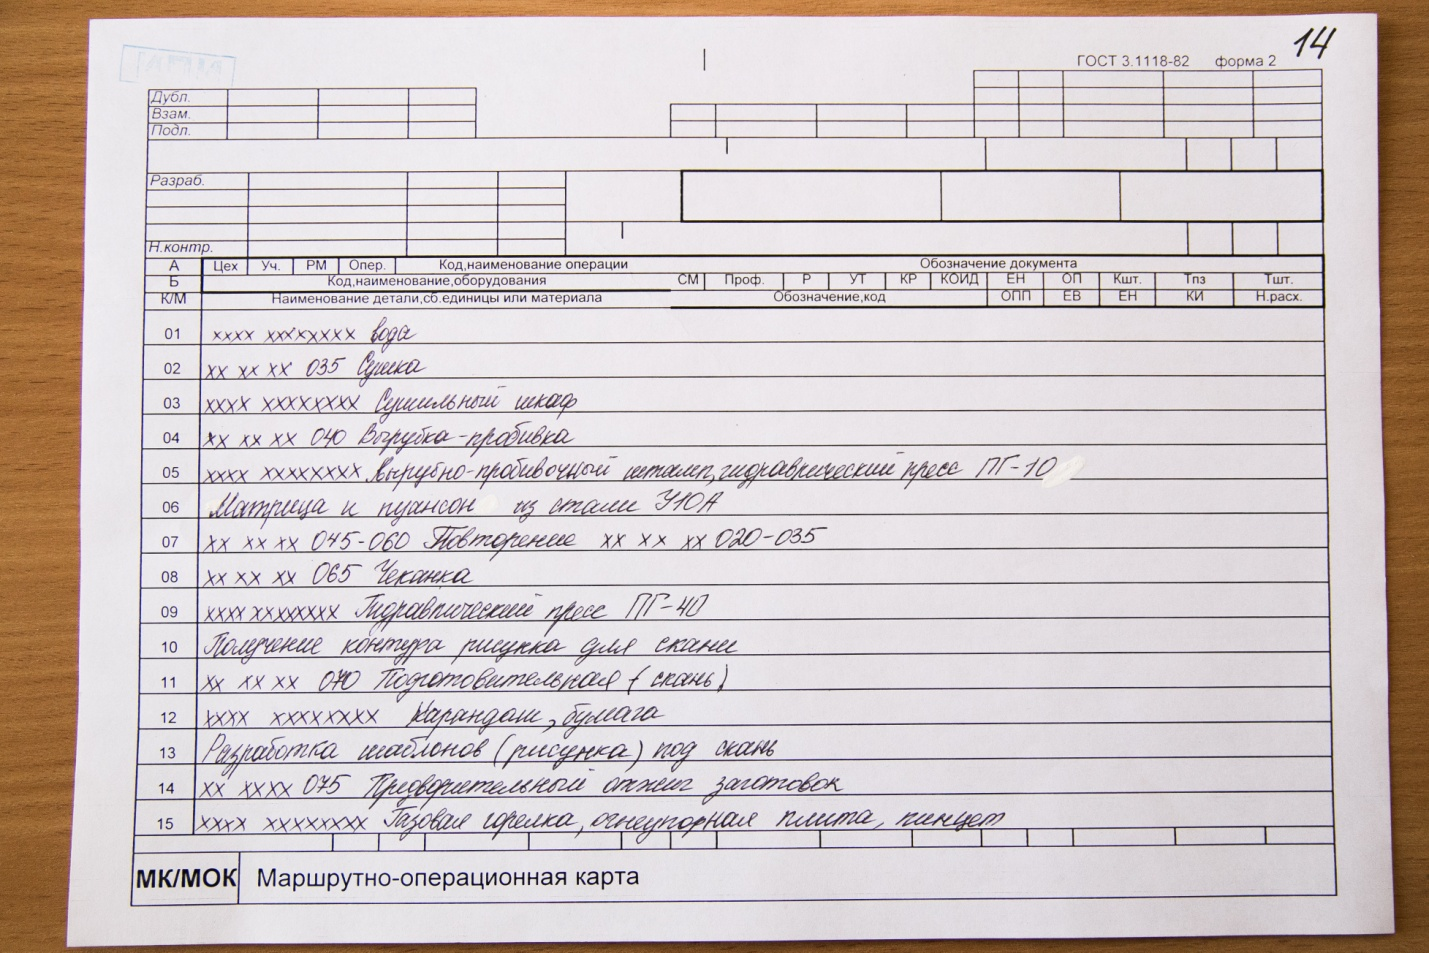 14
ГОСТ 3.1118-82 форма 2
Дубл.
Взам.
Подл.
Разраб.
Н.контр.
А Цех Уч. РМ Опер. Код,наименование операции Обозначение документа
Б Код,наименование,оборудования СМ Проф. Р УТ КР КОИД ЕН ОП Кшт. Тпз Тшт.
К/М Наименование детали,сб.единицы или материала Обозначение,код ОПП ЕВ ЕН КИ Н.расх.
01 хххх хххххххх вода
02 хх хх хх 035 Сушка
03 хххх хххххххх Сушильный шкаф
04 хх хх хх 040 Вырубка-пробивка
05 хххх хххххххх Вырубно-пробивочный штамп, гидравлический пресс ПГ-10
06 Матрица и пуансон из стали У10А
07 хх хх хх 045-060 Повторение хх хх хх 020-035
08 хх хх хх 065 Чеканка
09 хххх хххххххх Гидравлический пресс ПГ-40
10 Получение контура рисунка для скани
11 хх хх хх 070 Подготовительная (скань)
12 хххх хххххххх Карандаш, бумага
13 Разработка шаблонов (рисунка) под скань
14 хх хххх 075 Предварительный отжиг заготовок
15 хххх хххххххх Газовая горелка, огнеупорная плита, пинцет
МК/МОК Маршрутно-операционная карта